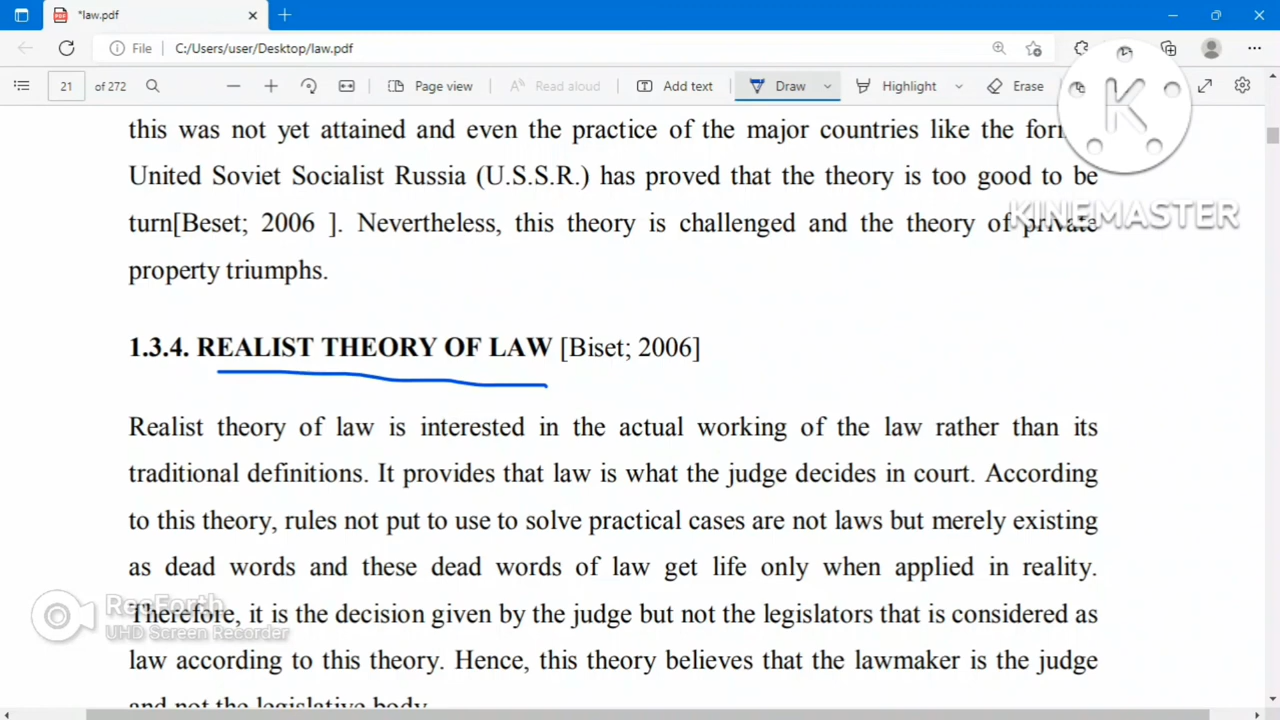 *law.pdf
File C:/Users/user/Desktop/law.pdf
21 of 272 Page view Read aloud Add text Draw Highlight Erase
K
KINEMASTER
this was not yet attained and even the practice of the major countries like the
United Soviet Socialist Russia (U.S.S.R.) has proved that the theory is too good to be
turn[Beset; 2006 ]. Nevertheless, this theory is challenged and the theory of private
property triumphs.
1.3.4. REALIST THEORY OF LAW [Biset; 2006]
Realist theory of law is interested in the actual working of the law rather than its
traditional definitions. It provides that law is what the judge decides in court. According
to this theory, rules not put to use to solve practical cases are not laws but merely existing
as dead words and these dead words of law get life only when applied in reality.
Therefore, it is the decision given by the judge but not the legislators that is considered as
law according to this theory. Hence, this theory believes that the lawmaker is the judge
and not the legislative body.
RecForth
UHD Screen Recorder